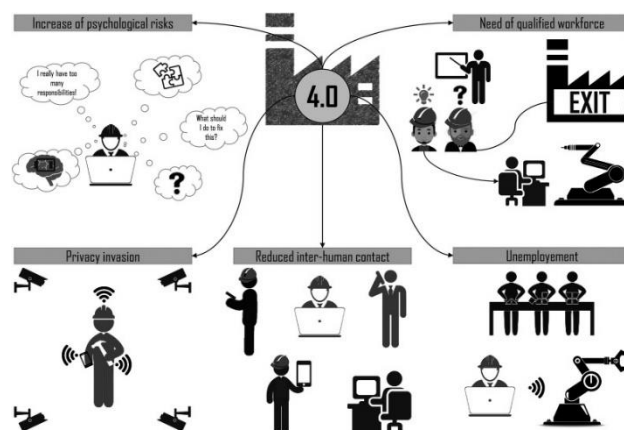 Increase of psychological risks
Need of qualified workforce
I really have too
many
responsibilities!
What should
I do to fix
this?
?
4.0
?
EXIT
Privacy invasion
Reduced inter-human contact
Unemployement